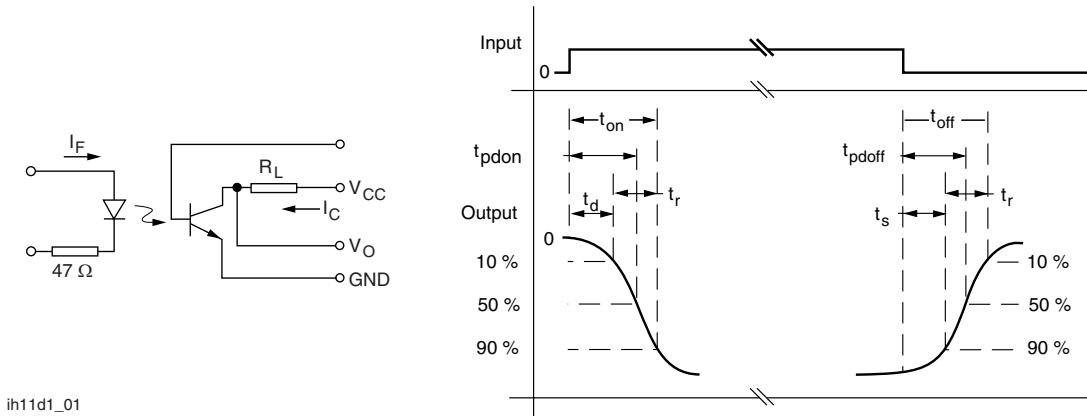 I_F
47 Ω
R_L
V_CC
I_C
V_O
GND
ih11d1_01
Input
0
t_on
t_off
t_pdon
t_pdoff
t_d
t_r
t_s
t_r
Output
0
10 %
10 %
50 %
50 %
90 %
90 %